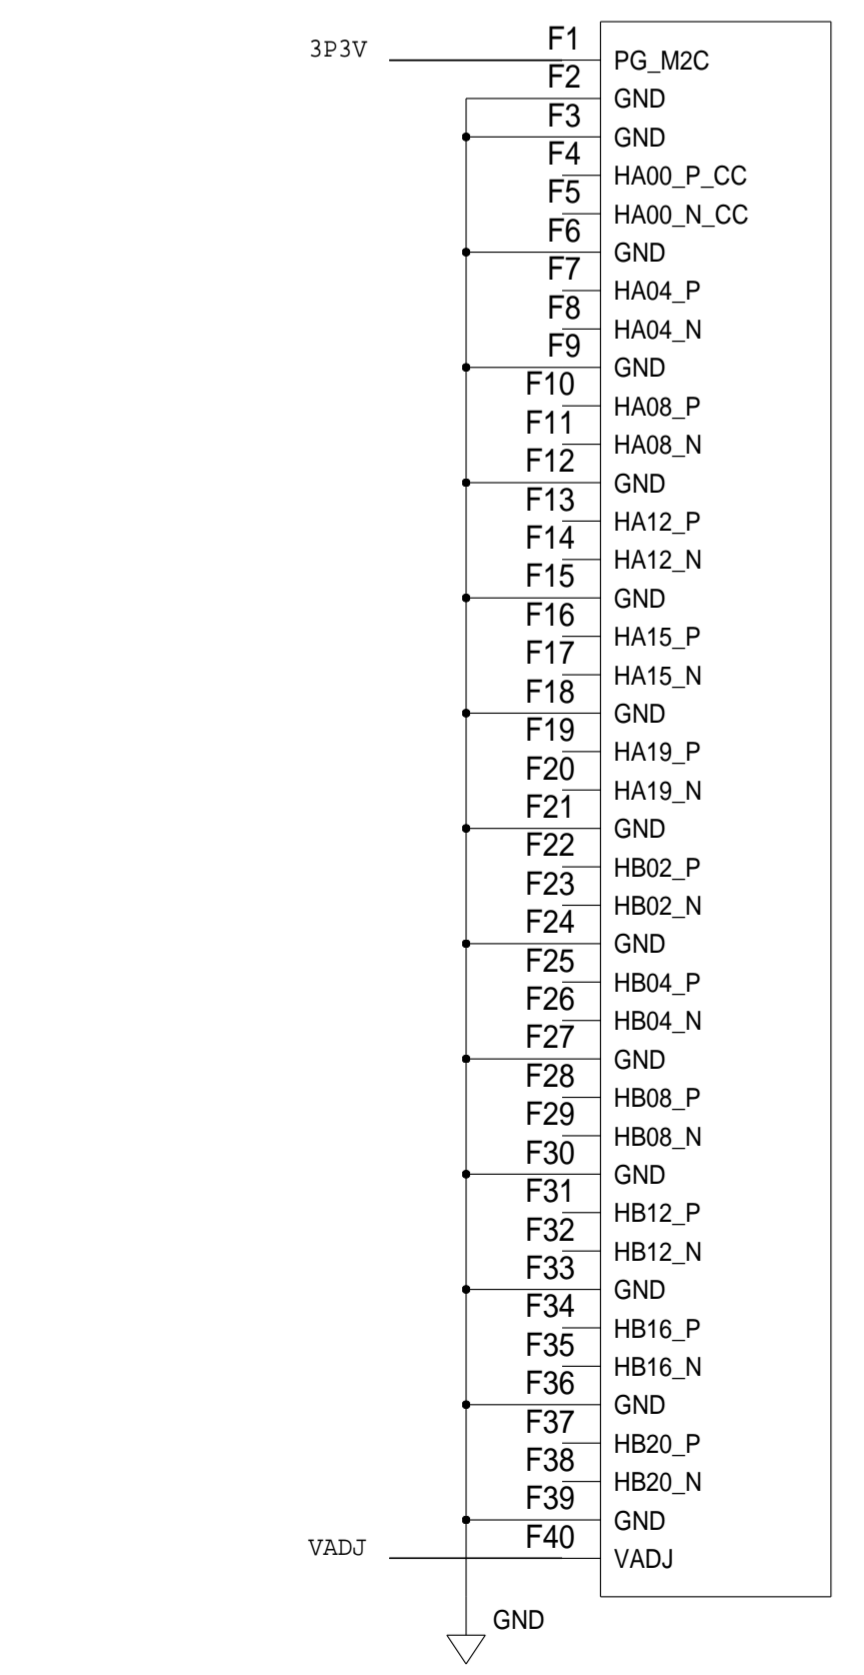 3P3V F1 PG_M2C
F2 GND
F3 GND
F4 HA00_P_CC
F5 HA00_N_CC
F6 GND
F7 HA04_P
F8 HA04_N
F9 GND
F10 HA08_P
F11 HA08_N
F12 GND
F13 HA12_P
F14 HA12_N
F15 GND
F16 HA15_P
F17 HA15_N
F18 GND
F19 HA19_P
F20 HA19_N
F21 GND
F22 HB02_P
F23 HB02_N
F24 GND
F25 HB04_P
F26 HB04_N
F27 GND
F28 HB08_P
F29 HB08_N
F30 GND
F31 HB12_P
F32 HB12_N
F33 GND
F34 HB16_P
F35 HB16_N
F36 GND
F37 HB20_P
F38 HB20_N
F39 GND
VADJ F40 VADJ
GND